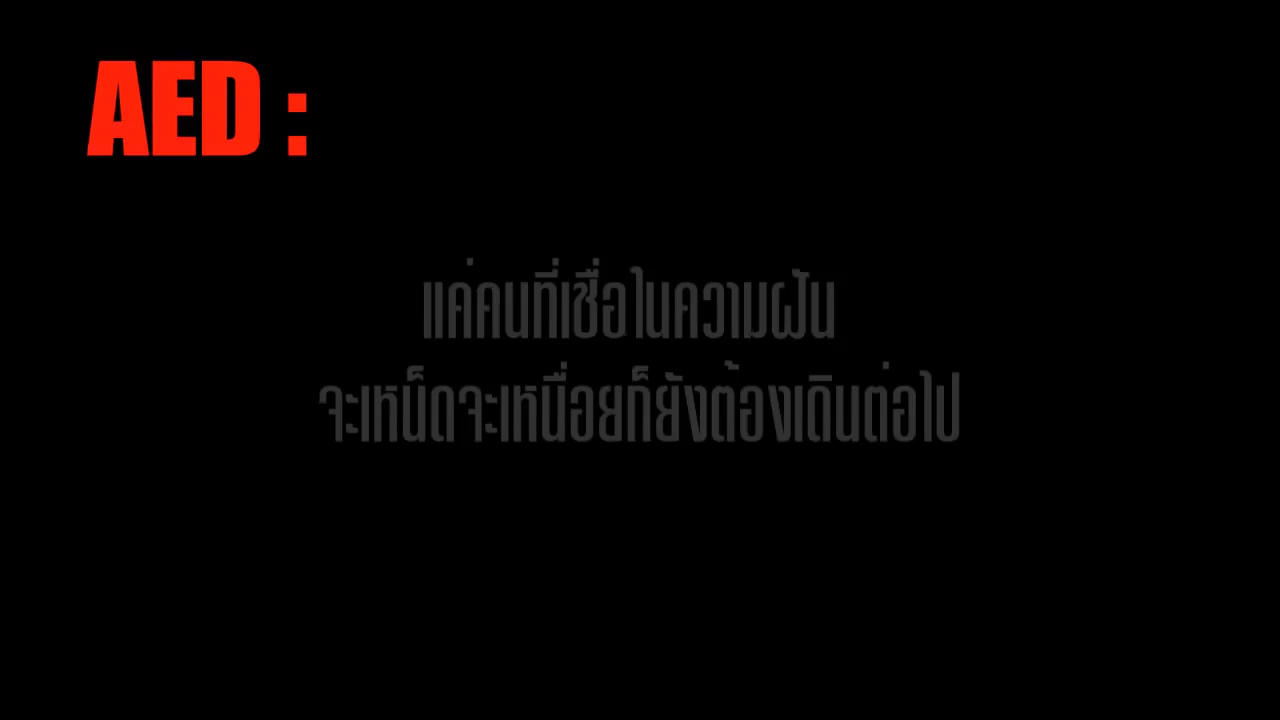 AED :
แค่คนที่เชื่อในความฝัน
จะเหน็ดจะเหนื่อยก็ยังต้องเดินต่อไป